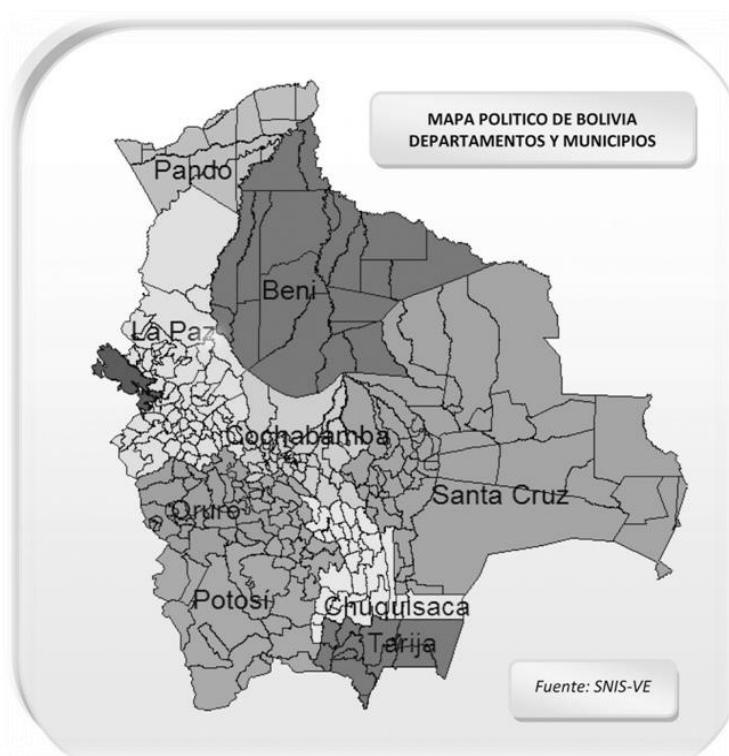 MAPA POLITICO DE BOLIVIA
DEPARTAMENTOS Y MUNICIPIOS
Pando
Beni
La Paz
Cochabamba
Santa Cruz
Oruro
Potosi
Chuquisaca
Tarija
Fuente: SNIS-VE